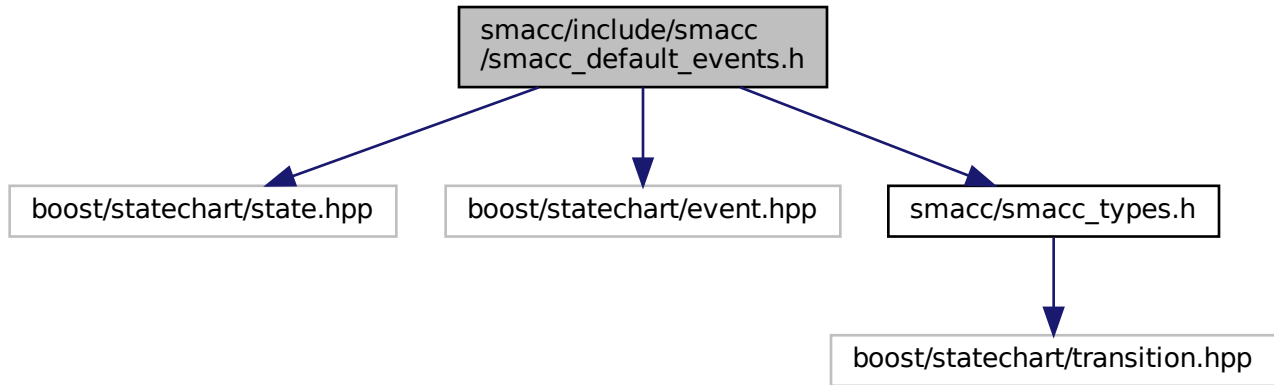 smacc/include/smacc
/smacc_default_events.h
boost/statechart/state.hpp
boost/statechart/event.hpp
smacc/smacc_types.h
boost/statechart/transition.hpp